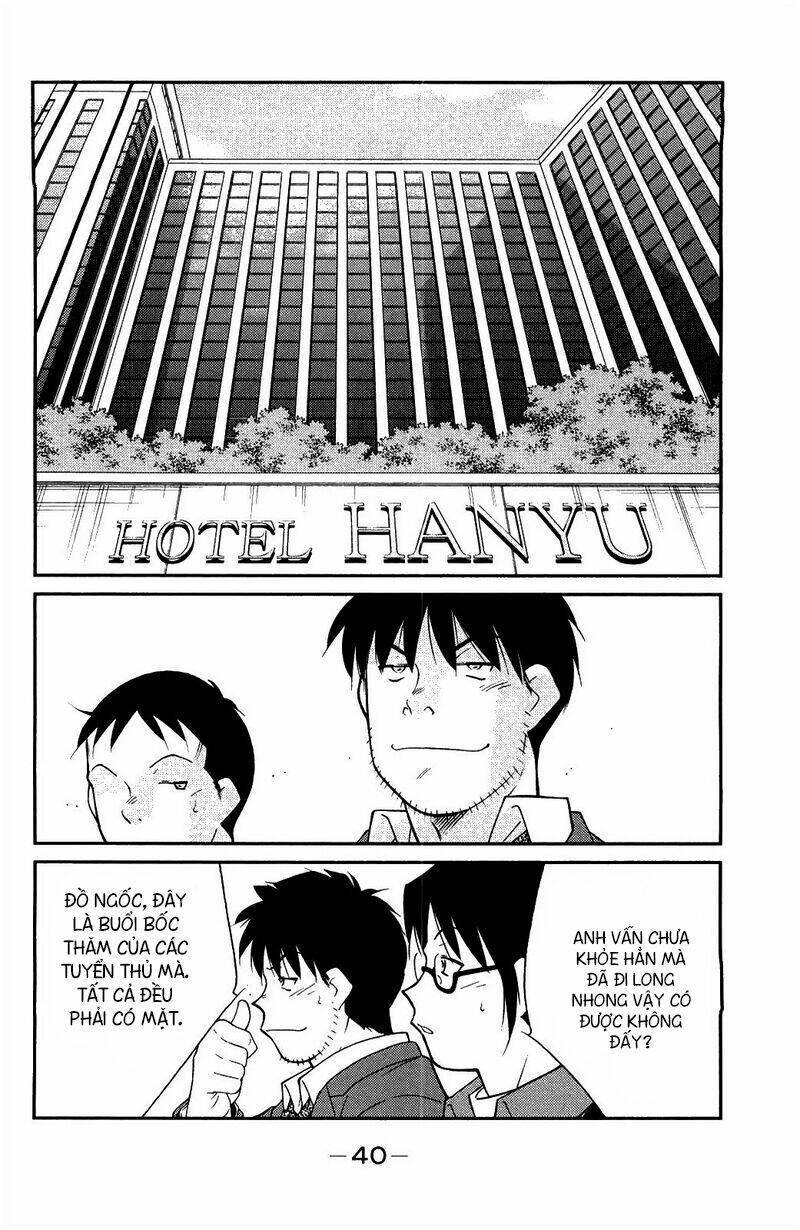 HOTEL HANYU
ANH VẪN CHƯA
KHỎE HẲN MÀ
ĐÃ ĐI LONG
NHONG VẬY CÓ
ĐƯỢC KHÔNG
ĐẤY?
ĐỒ NGỐC, ĐÂY
LÀ BUỔI BỐC
THĂM CỦA CÁC
TUYỂN THỦ MÀ.
TẤT CẢ ĐỀU
PHẢI CÓ MẶT.
—40—